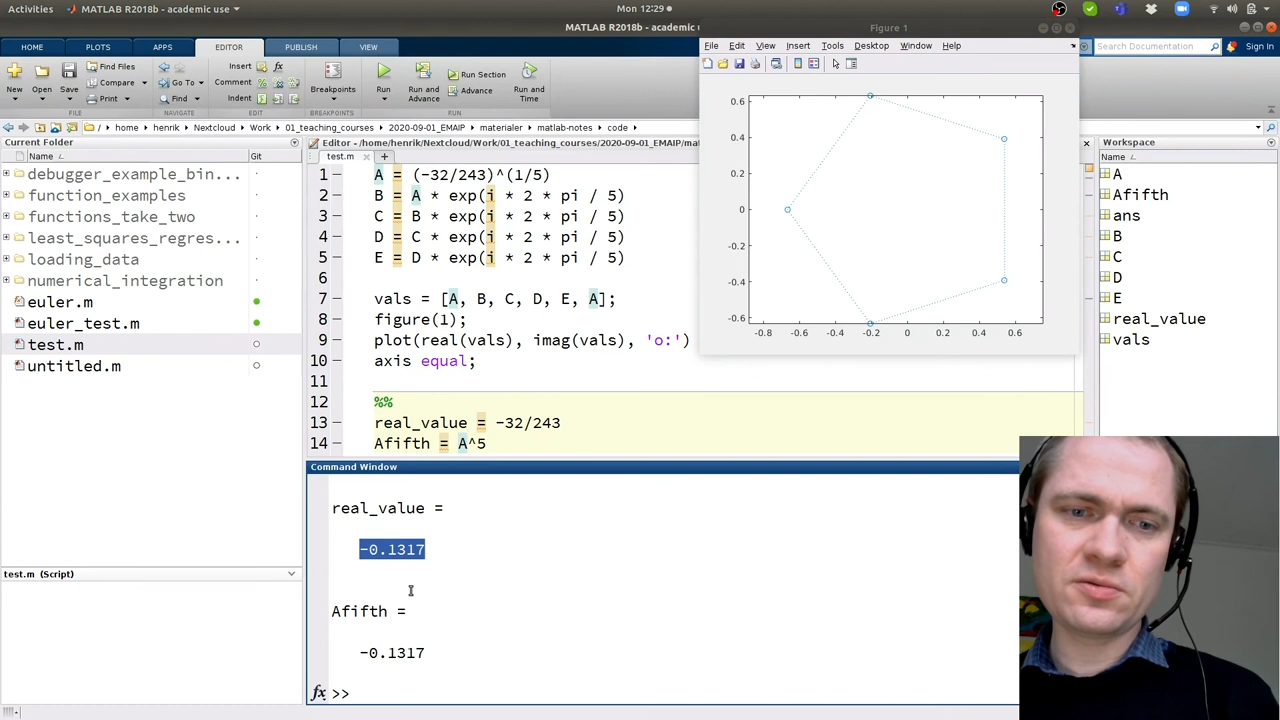 Activities
MATLAB R2018b - academic use
Mon 12:29
MATLAB R2018b - academic use
Figure 1
HOME PLOTS APPS EDITOR PUBLISH VIEW
File Edit View Insert Tools Desktop Window Help
Search Documentation
Sign In
New Open Save
Find Files
Compare
Print
Go To
Find
Insert
Comment
Indent
Breakpoints
Run
Run and Advance
Run Section
Advance
Run and Time
FILE NAVIGATE EDIT BREAKPOINTS RUN
/ home henrik Nextcloud Work 01_teaching_courses 2020-09-01_EMAIP materialer matlab-notes code
Current Folder
Name Git
debugger_example_bin...
function_examples
functions_take_two
least_squares_regres...
loading_data
numerical_integration
euler.m
euler_test.m
test.m
untitled.m
test.m (Script)
Editor - /home/henrik/Nextcloud/Work/01_teaching_courses/2020-09-01_EMAIP/mat
test.m
1 A = (-32/243)^(1/5)
2 B = A * exp(i * 2 * pi / 5)
3 C = B * exp(i * 2 * pi / 5)
4 D = C * exp(i * 2 * pi / 5)
5 E = D * exp(i * 2 * pi / 5)
6
7 vals = [A, B, C, D, E, A];
8 figure(1);
9 plot(real(vals), imag(vals), 'o:')
10 axis equal;
11
12 %%
13 real_value = -32/243
14 Afifth = A^5
0.6
0.4
0.2
0
-0.2
-0.4
-0.6
-0.8 -0.6 -0.4 -0.2 0 0.2 0.4 0.6
Workspace
Name
A
Afifth
ans
B
C
D
E
real_value
vals
Command Window
real_value =
-0.1317
Afifth =
-0.1317
fx >>